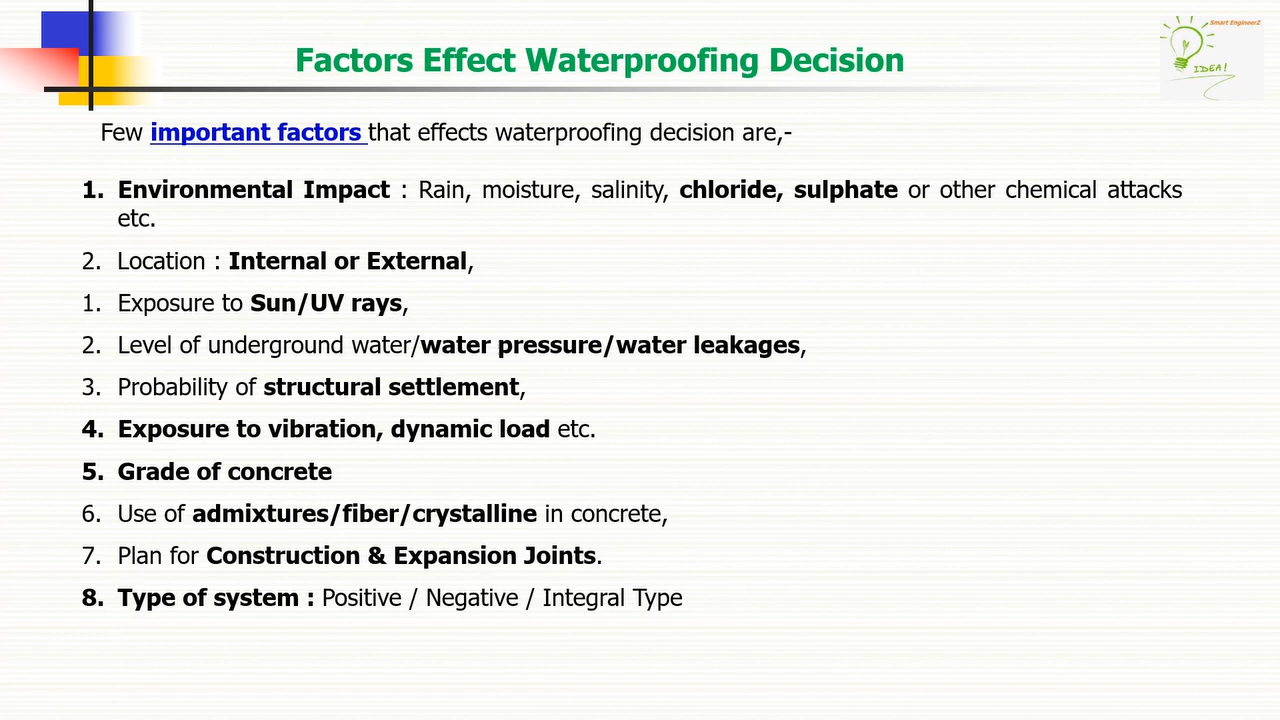 Smart EngineerZ
IDEA!
Factors Effect Waterproofing Decision
Few important factors that effects waterproofing decision are,-
1. Environmental Impact : Rain, moisture, salinity, chloride, sulphate or other chemical attacks
etc.
2. Location : Internal or External,
1. Exposure to Sun/UV rays,
2. Level of underground water/water pressure/water leakages,
3. Probability of structural settlement,
4. Exposure to vibration, dynamic load etc.
5. Grade of concrete
6. Use of admixtures/fiber/crystalline in concrete,
7. Plan for Construction & Expansion Joints.
8. Type of system : Positive / Negative / Integral Type